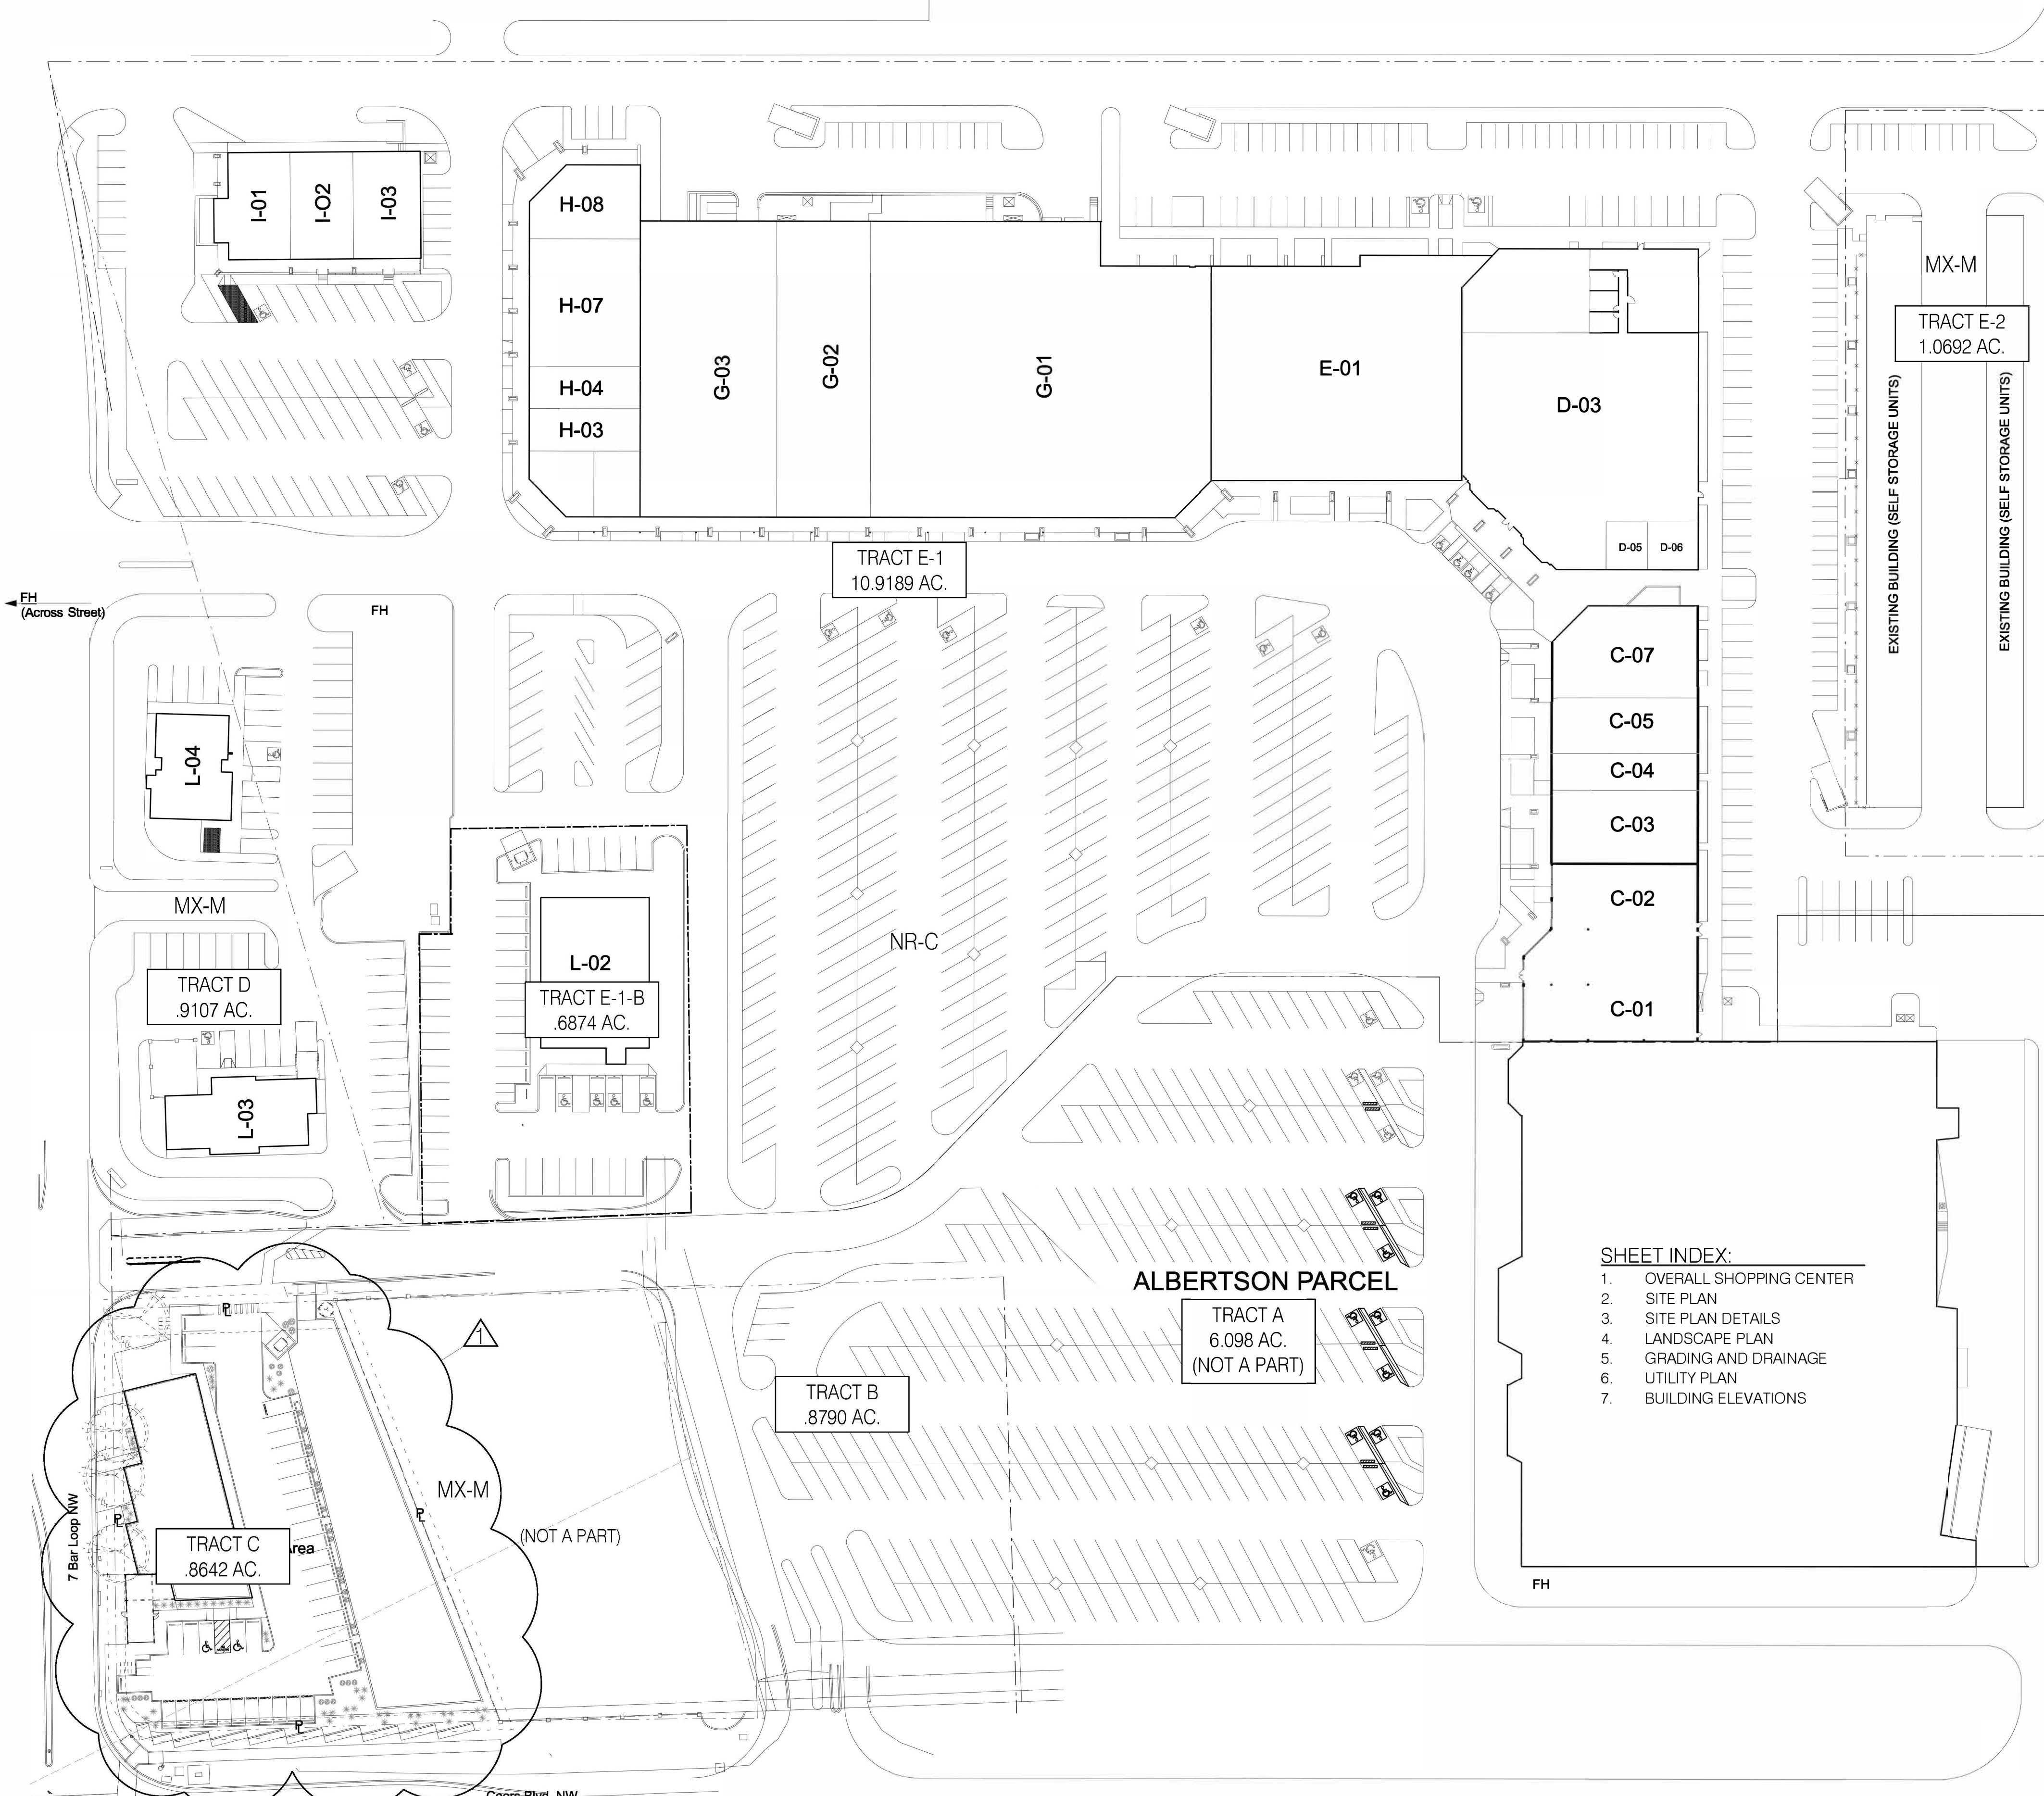 I-01
I-O2
I-03
H-08
H-07
H-04
H-03
G-03
G-02
G-01
E-01
D-03
D-05
D-06
MX-M
TRACT E-2
1.0692 AC.
EXISTING BUILDING (SELF STORAGE UNITS)
EXISTING BUILDING (SELF STORAGE UNITS)
TRACT E-1
10.9189 AC.
FH
(Across Street)
FH
C-07
C-05
C-04
C-03
C-02
C-01
L-04
MX-M
NR-C
L-02
TRACT D
.9107 AC.
TRACT E-1-B
.6874 AC.
L-03
ALBERTSON PARCEL
TRACT A
6.098 AC.
(NOT A PART)
SHEET INDEX:
1. OVERALL SHOPPING CENTER
2. SITE PLAN
3. SITE PLAN DETAILS
4. LANDSCAPE PLAN
5. GRADING AND DRAINAGE
6. UTILITY PLAN
7. BUILDING ELEVATIONS
PL
1
TRACT B
.8790 AC.
MX-M
PL
PL
(NOT A PART)
7 Bar Loop NW
TRACT C
.8642 AC.
FH
PL